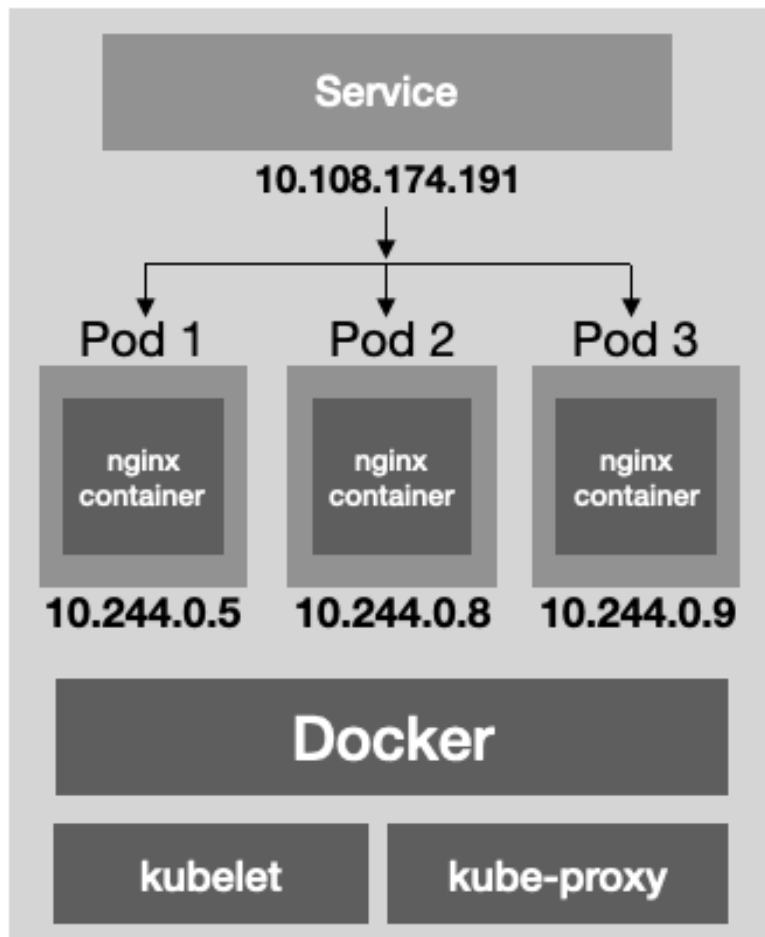 Service
10.108.174.191
Pod 1 Pod 2 Pod 3
nginx container
nginx container
nginx container
10.244.0.5 10.244.0.8 10.244.0.9
Docker
kubelet kube-proxy